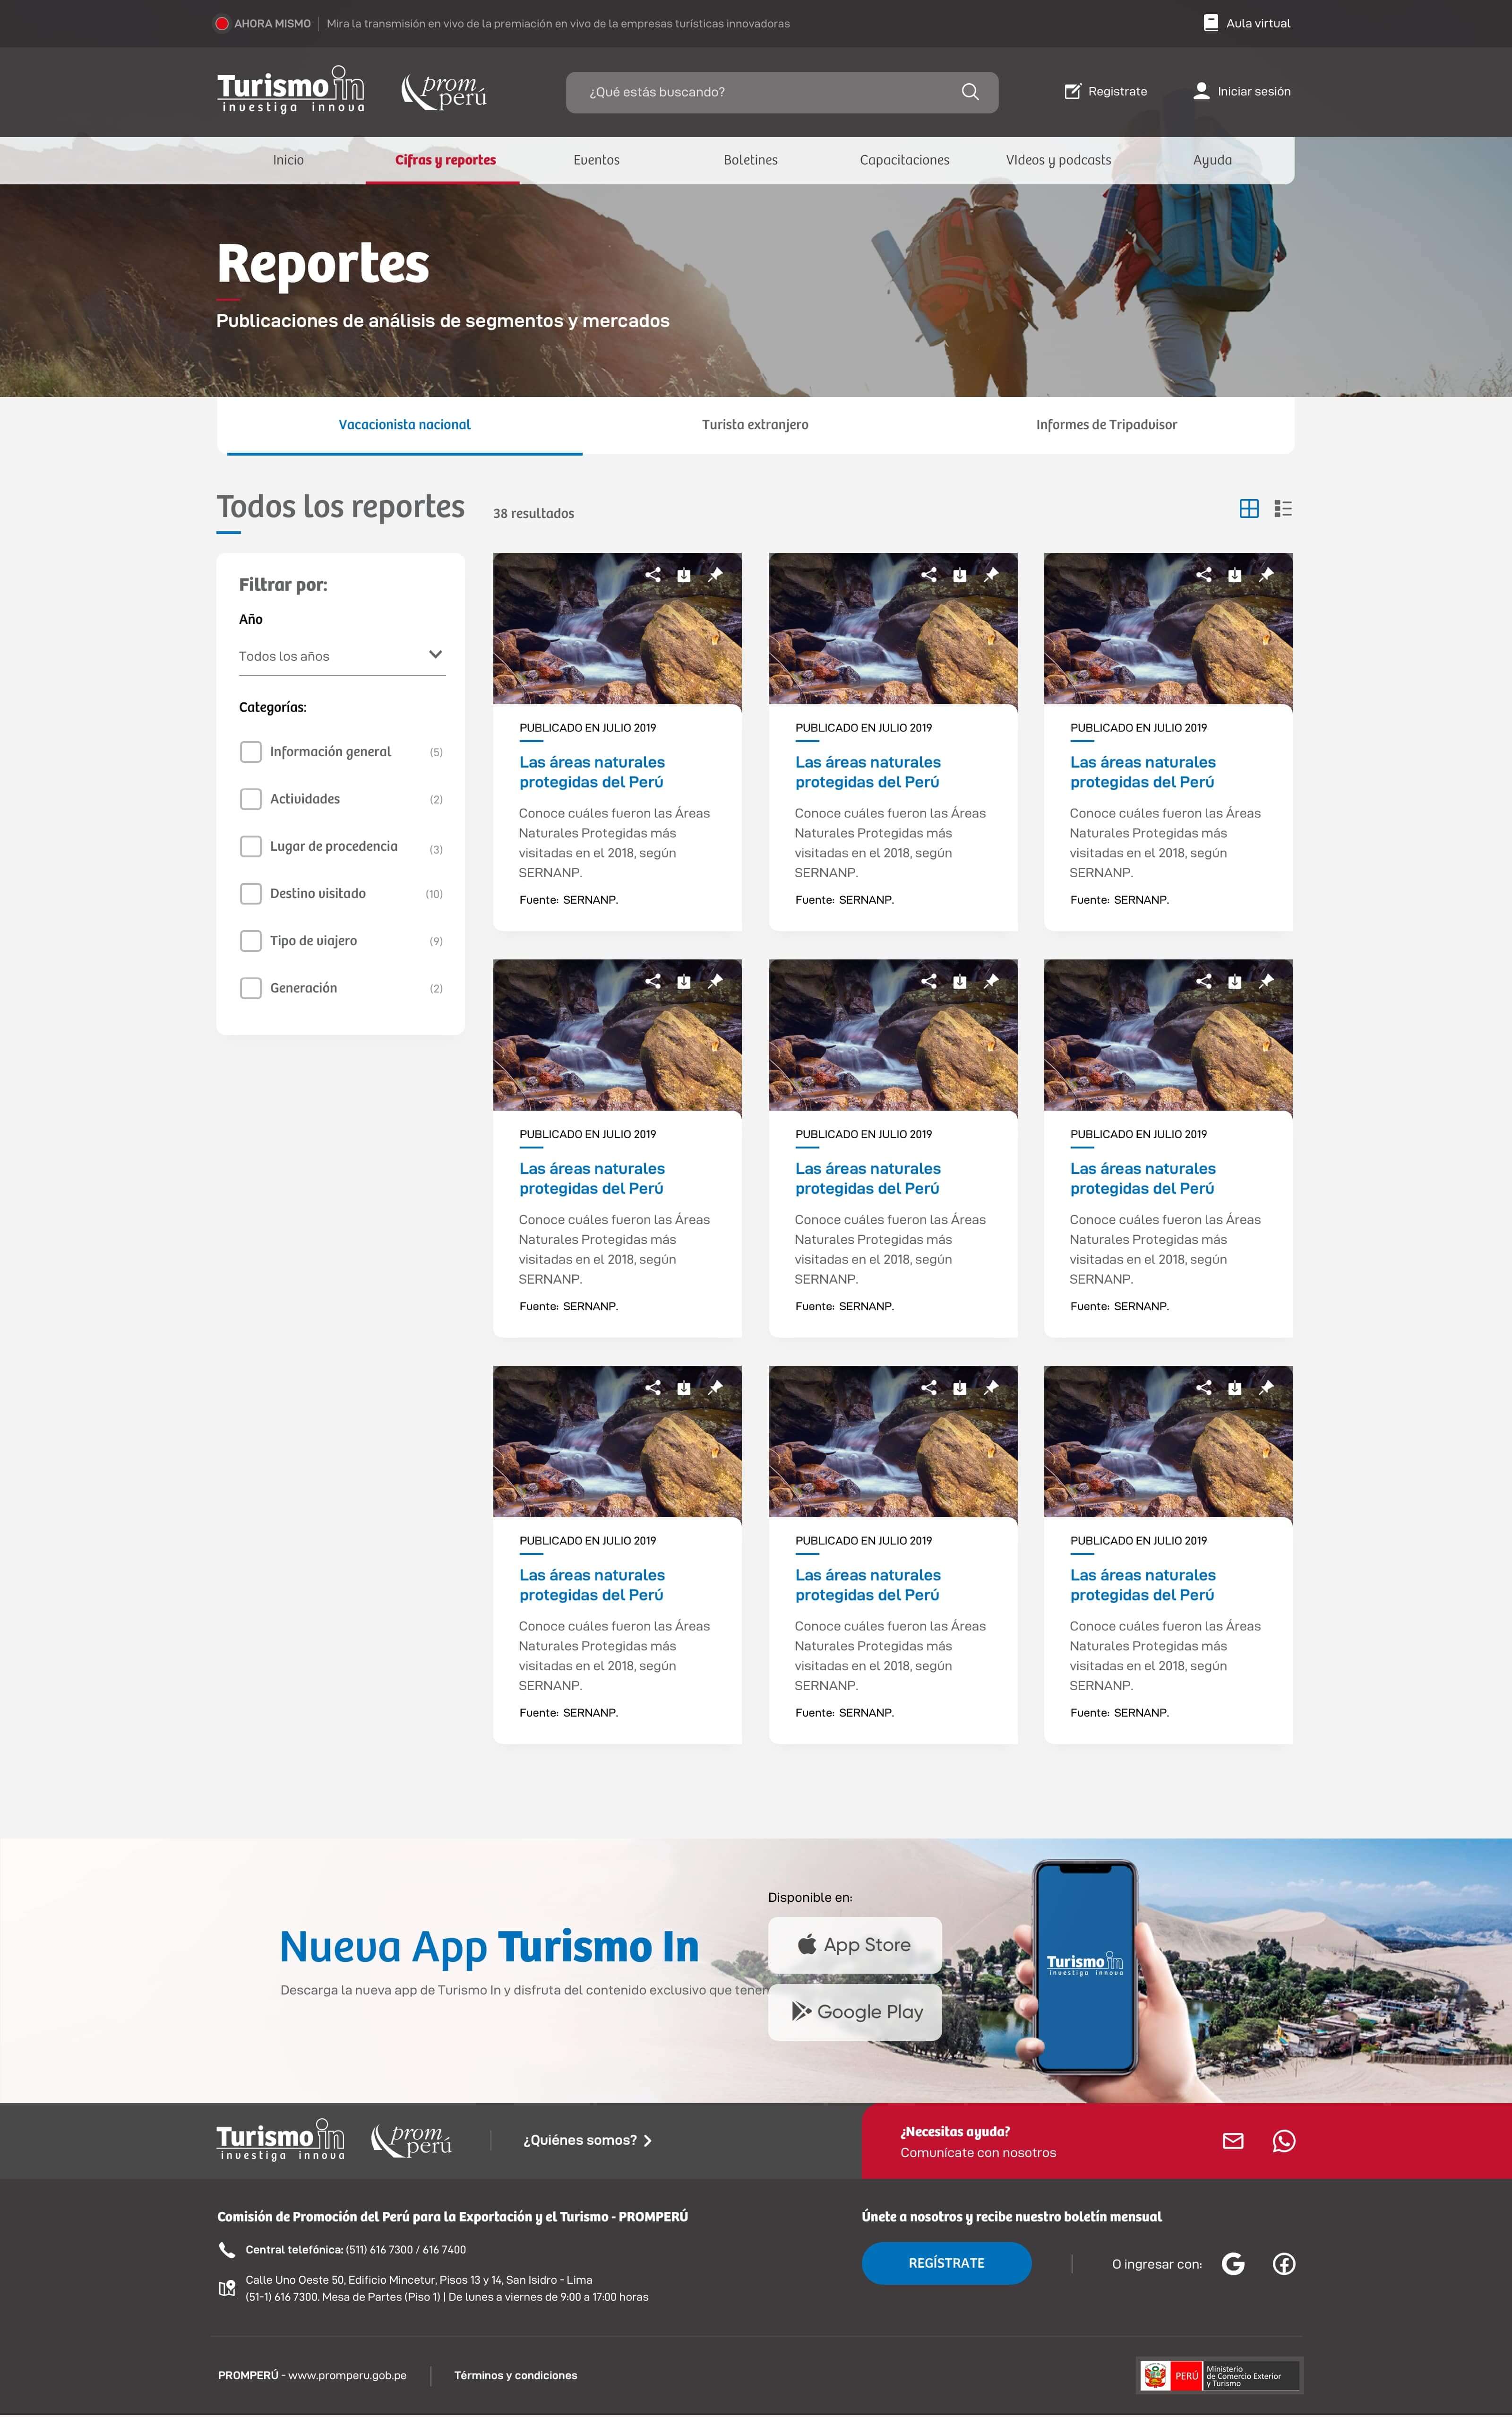 AHORA MISMO
Mira la transmisión en vivo de la premiación en vivo de la empresas turísticas innovadoras
Aula virtual
Turismo in
investiga innova
prom
perú
¿Qué estás buscando?
Registrate
Iniciar sesión
Inicio
Cifras y reportes
Eventos
Boletines
Capacitaciones
VIdeos y podcasts
Ayuda
Reportes
Publicaciones de análisis de segmentos y mercados
Vacacionista nacional
Turista extranjero
Informes de Tripadvisor
Todos los reportes
38 resultados
Filtrar por:
Año
Todos los años
Categorías:
Información general (5)
Actividades (2)
Lugar de procedencia (3)
Destino visitado (10)
Tipo de viajero (9)
Generación (2)
PUBLICADO EN JULIO 2019
Las áreas naturales
protegidas del Perú
Conoce cuáles fueron las Áreas
Naturales Protegidas más
visitadas en el 2018, según
SERNANP.
Fuente: SERNANP.
PUBLICADO EN JULIO 2019
Las áreas naturales
protegidas del Perú
Conoce cuáles fueron las Áreas
Naturales Protegidas más
visitadas en el 2018, según
SERNANP.
Fuente: SERNANP.
PUBLICADO EN JULIO 2019
Las áreas naturales
protegidas del Perú
Conoce cuáles fueron las Áreas
Naturales Protegidas más
visitadas en el 2018, según
SERNANP.
Fuente: SERNANP.
PUBLICADO EN JULIO 2019
Las áreas naturales
protegidas del Perú
Conoce cuáles fueron las Áreas
Naturales Protegidas más
visitadas en el 2018, según
SERNANP.
Fuente: SERNANP.
PUBLICADO EN JULIO 2019
Las áreas naturales
protegidas del Perú
Conoce cuáles fueron las Áreas
Naturales Protegidas más
visitadas en el 2018, según
SERNANP.
Fuente: SERNANP.
PUBLICADO EN JULIO 2019
Las áreas naturales
protegidas del Perú
Conoce cuáles fueron las Áreas
Naturales Protegidas más
visitadas en el 2018, según
SERNANP.
Fuente: SERNANP.
PUBLICADO EN JULIO 2019
Las áreas naturales
protegidas del Perú
Conoce cuáles fueron las Áreas
Naturales Protegidas más
visitadas en el 2018, según
SERNANP.
Fuente: SERNANP.
PUBLICADO EN JULIO 2019
Las áreas naturales
protegidas del Perú
Conoce cuáles fueron las Áreas
Naturales Protegidas más
visitadas en el 2018, según
SERNANP.
Fuente: SERNANP.
PUBLICADO EN JULIO 2019
Las áreas naturales
protegidas del Perú
Conoce cuáles fueron las Áreas
Naturales Protegidas más
visitadas en el 2018, según
SERNANP.
Fuente: SERNANP.
Nueva App Turismo In
Descarga la nueva app de Turismo In y disfruta del contenido exclusivo que tenen
Disponible en:
App Store
Google Play
Turismo in
investiga innova
Turismo in
investiga innova
prom
perú
¿Quiénes somos?
¿Necesitas ayuda?
Comunícate con nosotros
Comisión de Promoción del Perú para la Exportación y el Turismo - PROMPERÚ
Central telefónica: (511) 616 7300 / 616 7400
Calle Uno Oeste 50, Edificio Mincetur, Pisos 13 y 14, San Isidro - Lima
(51-1) 616 7300. Mesa de Partes (Piso 1) | De lunes a viernes de 9:00 a 17:00 horas
Únete a nosotros y recibe nuestro boletín mensual
REGÍSTRATE
O ingresar con:
PROMPERÚ - www.promperu.gob.pe
Términos y condiciones
PERÚ
Ministerio
de Comercio Exterior
y Turismo